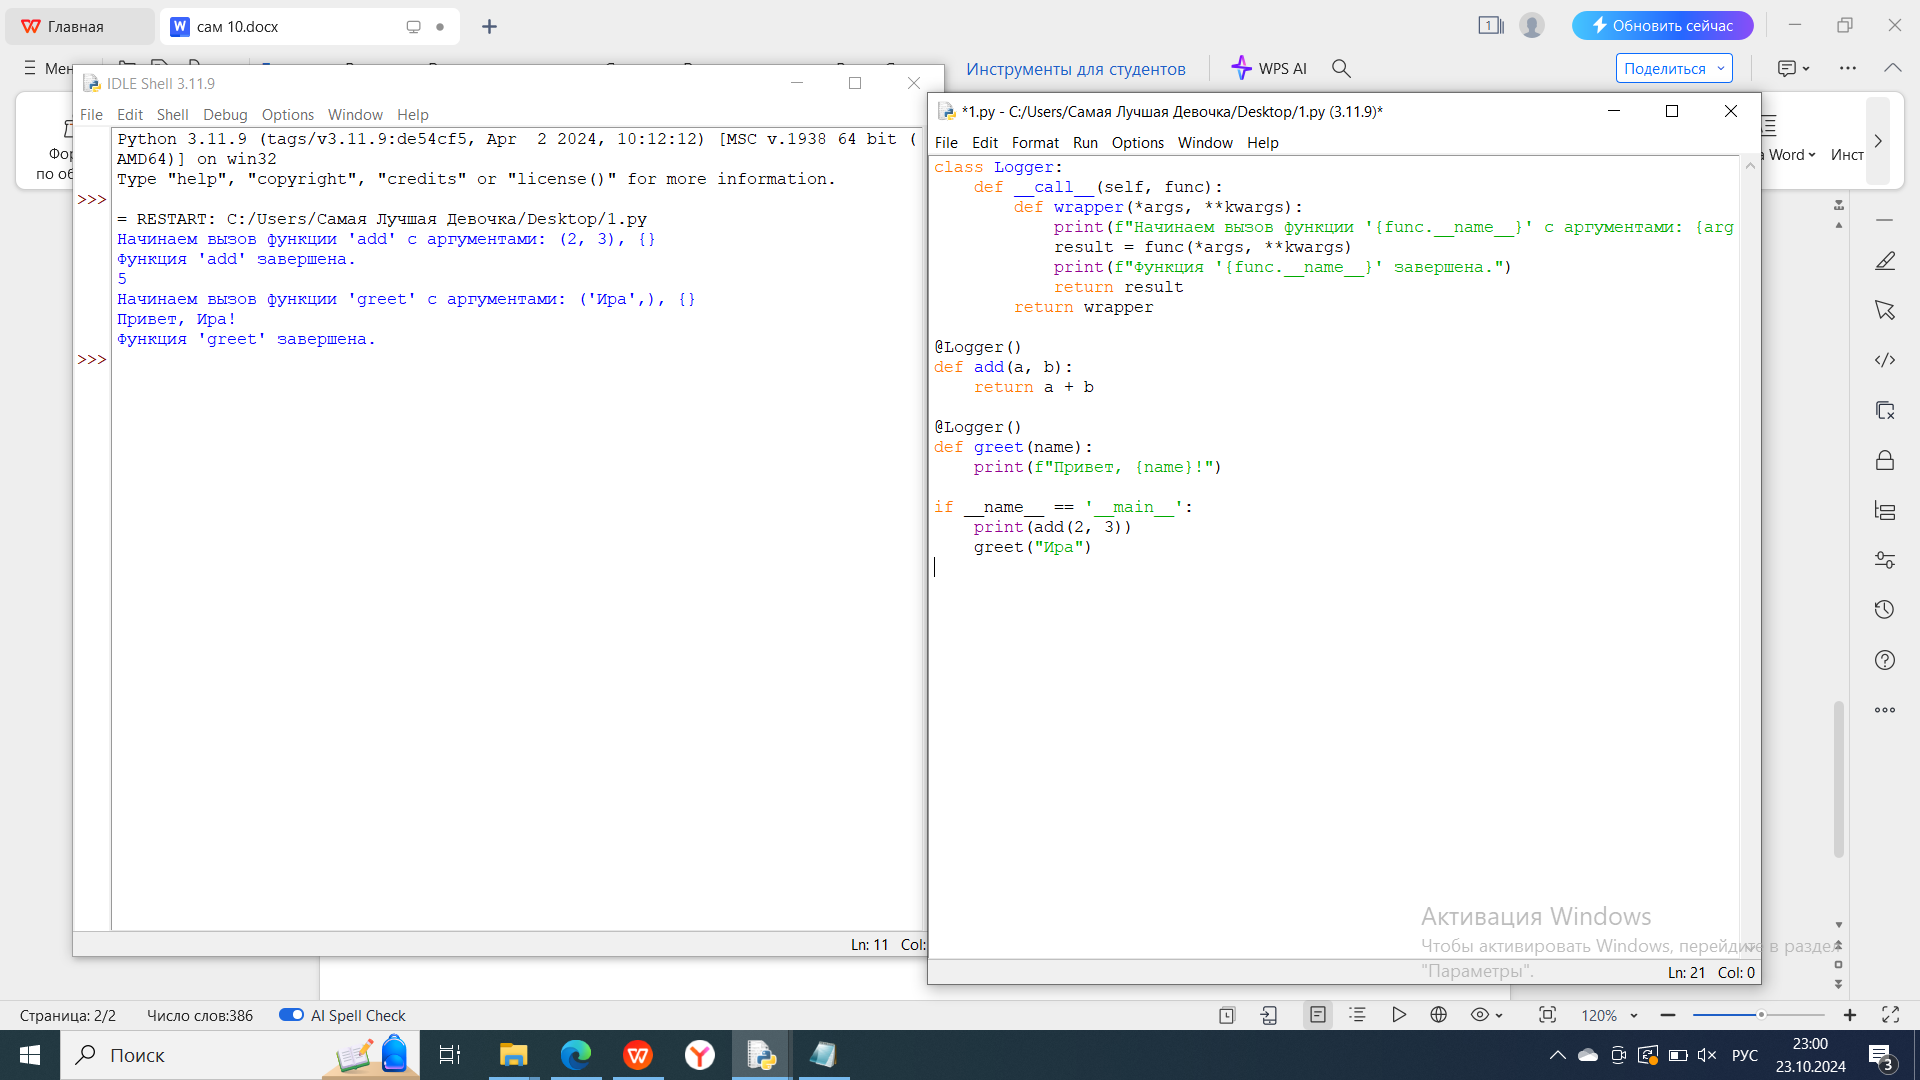 Главная
сам 10.docx
1
Обновить сейчас
Инструменты для студентов
WPS AI
Поделиться
IDLE Shell 3.11.9
File Edit Shell Debug Options Window Help
Python 3.11.9 (tags/v3.11.9:de54cf5, Apr  2 2024, 10:12:12) [MSC v.1938 64 bit (
AMD64)] on win32
Type "help", "copyright", "credits" or "license()" for more information.
>>>
= RESTART: C:/Users/Самая Лучшая Девочка/Desktop/1.py
Начинаем вызов функции 'add' с аргументами: (2, 3), {}
Функция 'add' завершена.
5
Начинаем вызов функции 'greet' с аргументами: ('Ира',), {}
Привет, Ира!
Функция 'greet' завершена.
>>>
Ln: 11 Col:
*1.py - C:/Users/Самая Лучшая Девочка/Desktop/1.py (3.11.9)*
File Edit Format Run Options Window Help
class Logger:
    def __call__(self, func):
        def wrapper(*args, **kwargs):
            print(f"Начинаем вызов функции '{func.__name__}' с аргументами: {arg
            result = func(*args, **kwargs)
            print(f"Функция '{func.__name__}' завершена.")
            return result
        return wrapper
@Logger()
def add(a, b):
    return a + b
@Logger()
def greet(name):
    print(f"Привет, {name}!")
if __name__ == '__main__':
    print(add(2, 3))
    greet("Ира")
Ln: 21 Col: 0
Word
Активация Windows
Чтобы активировать Windows, перейдите в раздел
"Параметры".
Страница: 2/2 Число слов:386 AI Spell Check
120%
Поиск
РУС
23:00
23.10.2024
3